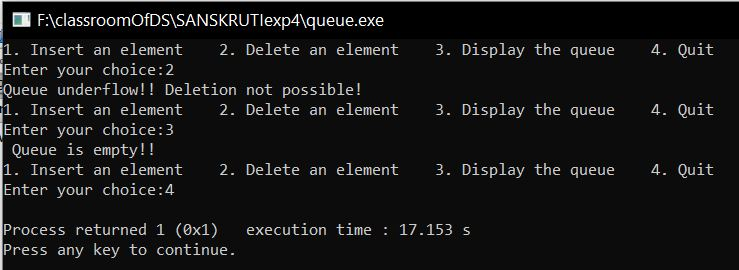 F:\classroomOfDS\SANSKRUTIexp4\queue.exe
1. Insert an element    2. Delete an element    3. Display the queue    4. Quit
Enter your choice:2
Queue underflow!! Deletion not possible!
1. Insert an element    2. Delete an element    3. Display the queue    4. Quit
Enter your choice:3
 Queue is empty!!
1. Insert an element    2. Delete an element    3. Display the queue    4. Quit
Enter your choice:4
Process returned 1 (0x1)   execution time : 17.153 s
Press any key to continue.